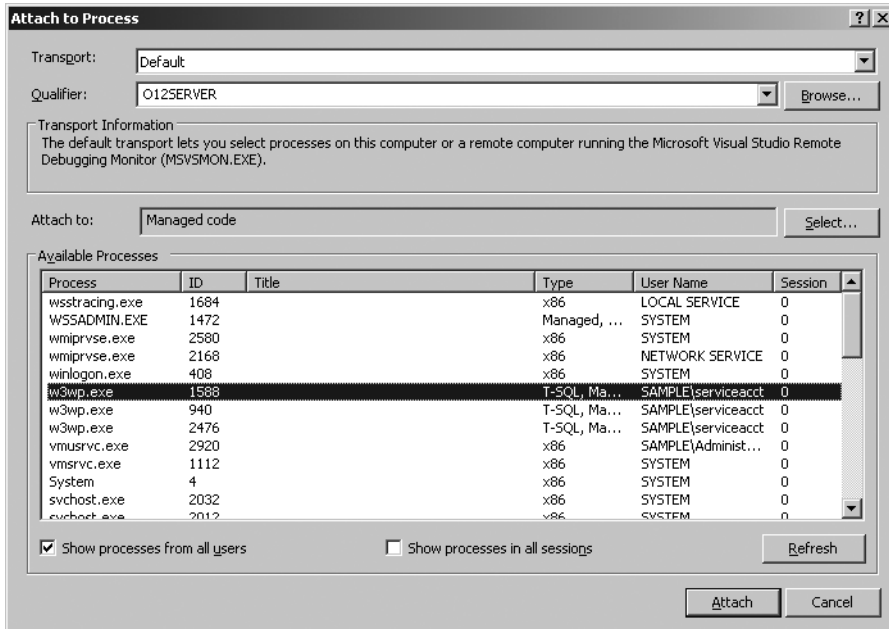 Attach to Process
Transport: Default
Qualifier: O12SERVER Browse...
Transport Information
The default transport lets you select processes on this computer or a remote computer running the Microsoft Visual Studio Remote
Debugging Monitor (MSVSMON.EXE).
Attach to: Managed code Select...
Available Processes
Process ID Title Type User Name Session
wsstracing.exe 1684 x86 LOCAL SERVICE 0
WSSADMIN.EXE 1472 Managed, ... SYSTEM 0
wmiprvse.exe 2580 x86 SYSTEM 0
wmiprvse.exe 2168 x86 NETWORK SERVICE 0
winlogon.exe 408 x86 SYSTEM 0
w3wp.exe 1588 T-SQL, Ma... SAMPLE\serviceacct 0
w3wp.exe 940 T-SQL, Ma... SAMPLE\serviceacct 0
w3wp.exe 2476 T-SQL, Ma... SAMPLE\serviceacct 0
vmusrvc.exe 2920 x86 SAMPLE\Administ... 0
vmsrvc.exe 1112 x86 SYSTEM 0
System 4 x86 SYSTEM 0
svchost.exe 2032 x86 SYSTEM 0
svchost.exe 2012 x86 SYSTEM 0
Show processes from all users Show processes in all sessions Refresh
Attach Cancel